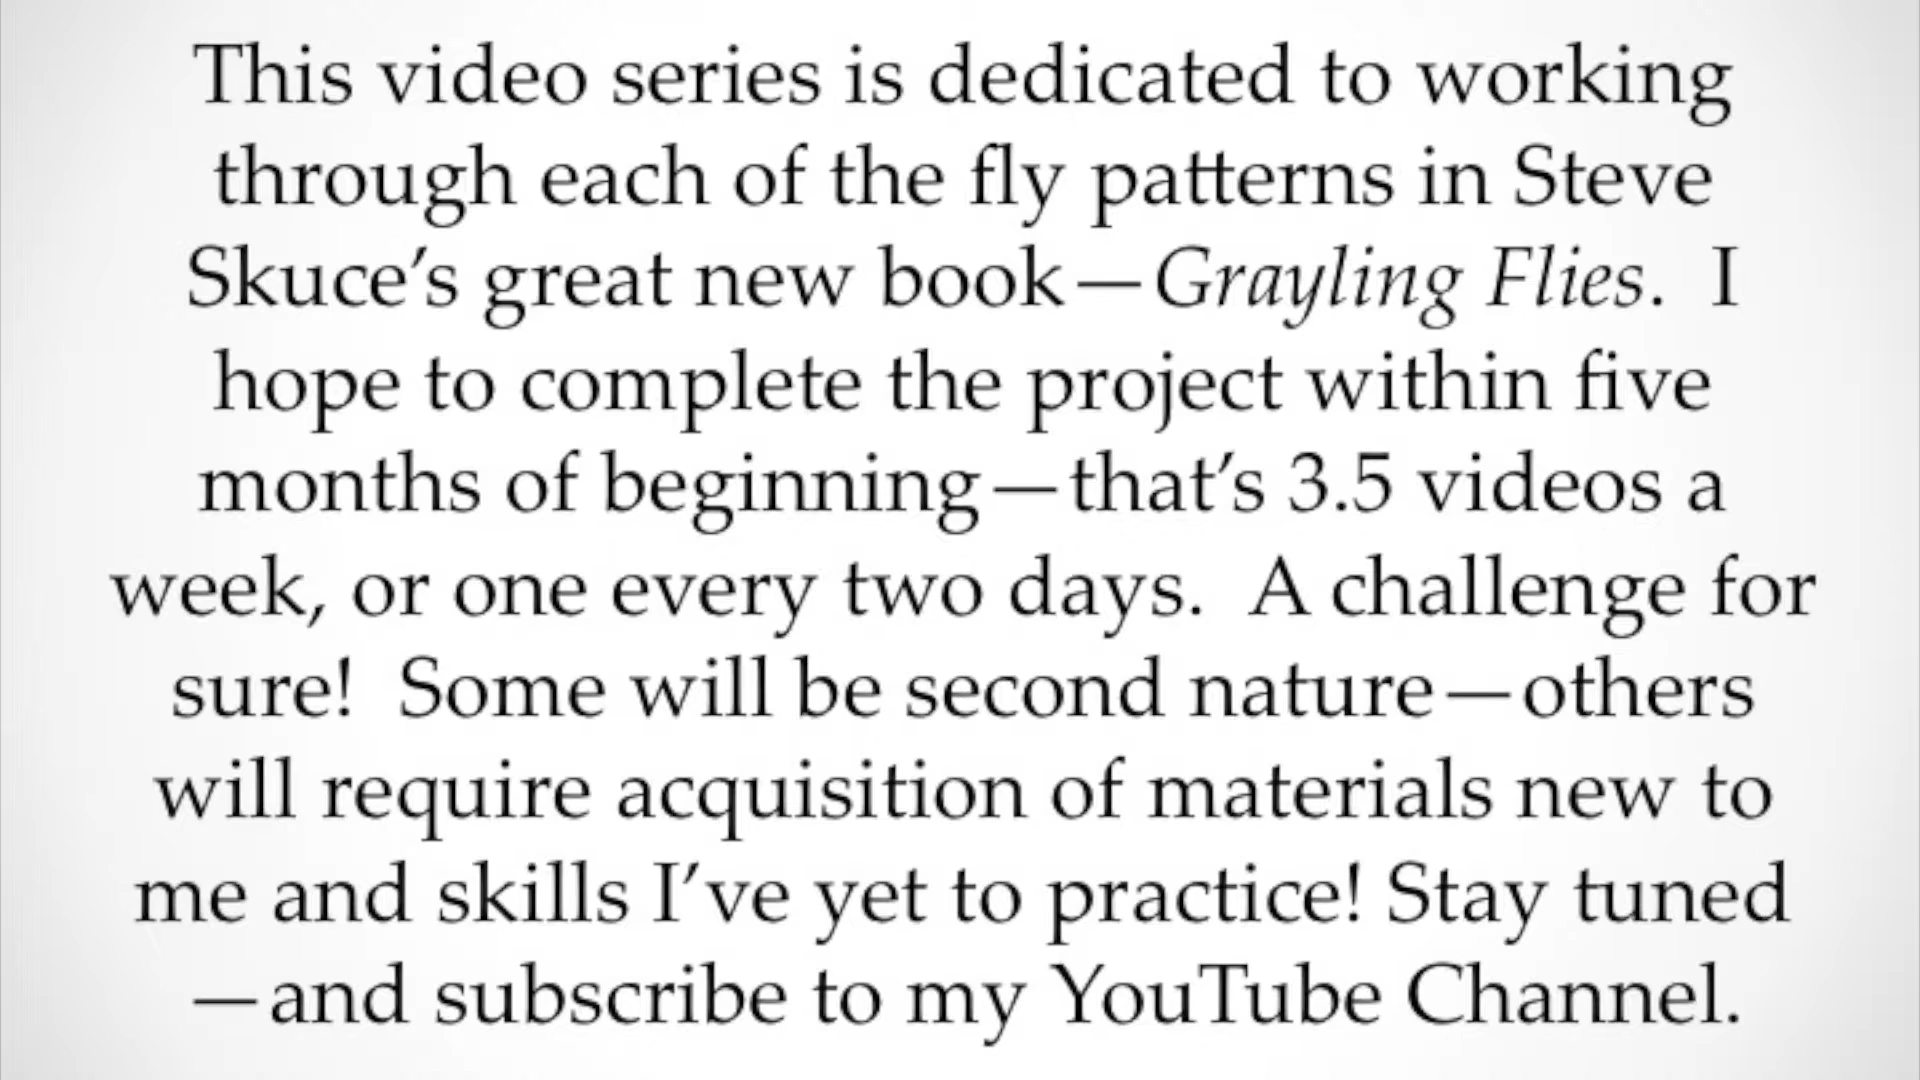 This video series is dedicated to working
through each of the fly patterns in Steve
Skuce’s great new book—Grayling Flies.  I
hope to complete the project within five
months of beginning—that’s 3.5 videos a
week, or one every two days.  A challenge for
sure!  Some will be second nature—others
will require acquisition of materials new to
me and skills I’ve yet to practice! Stay tuned
—and subscribe to my YouTube Channel.